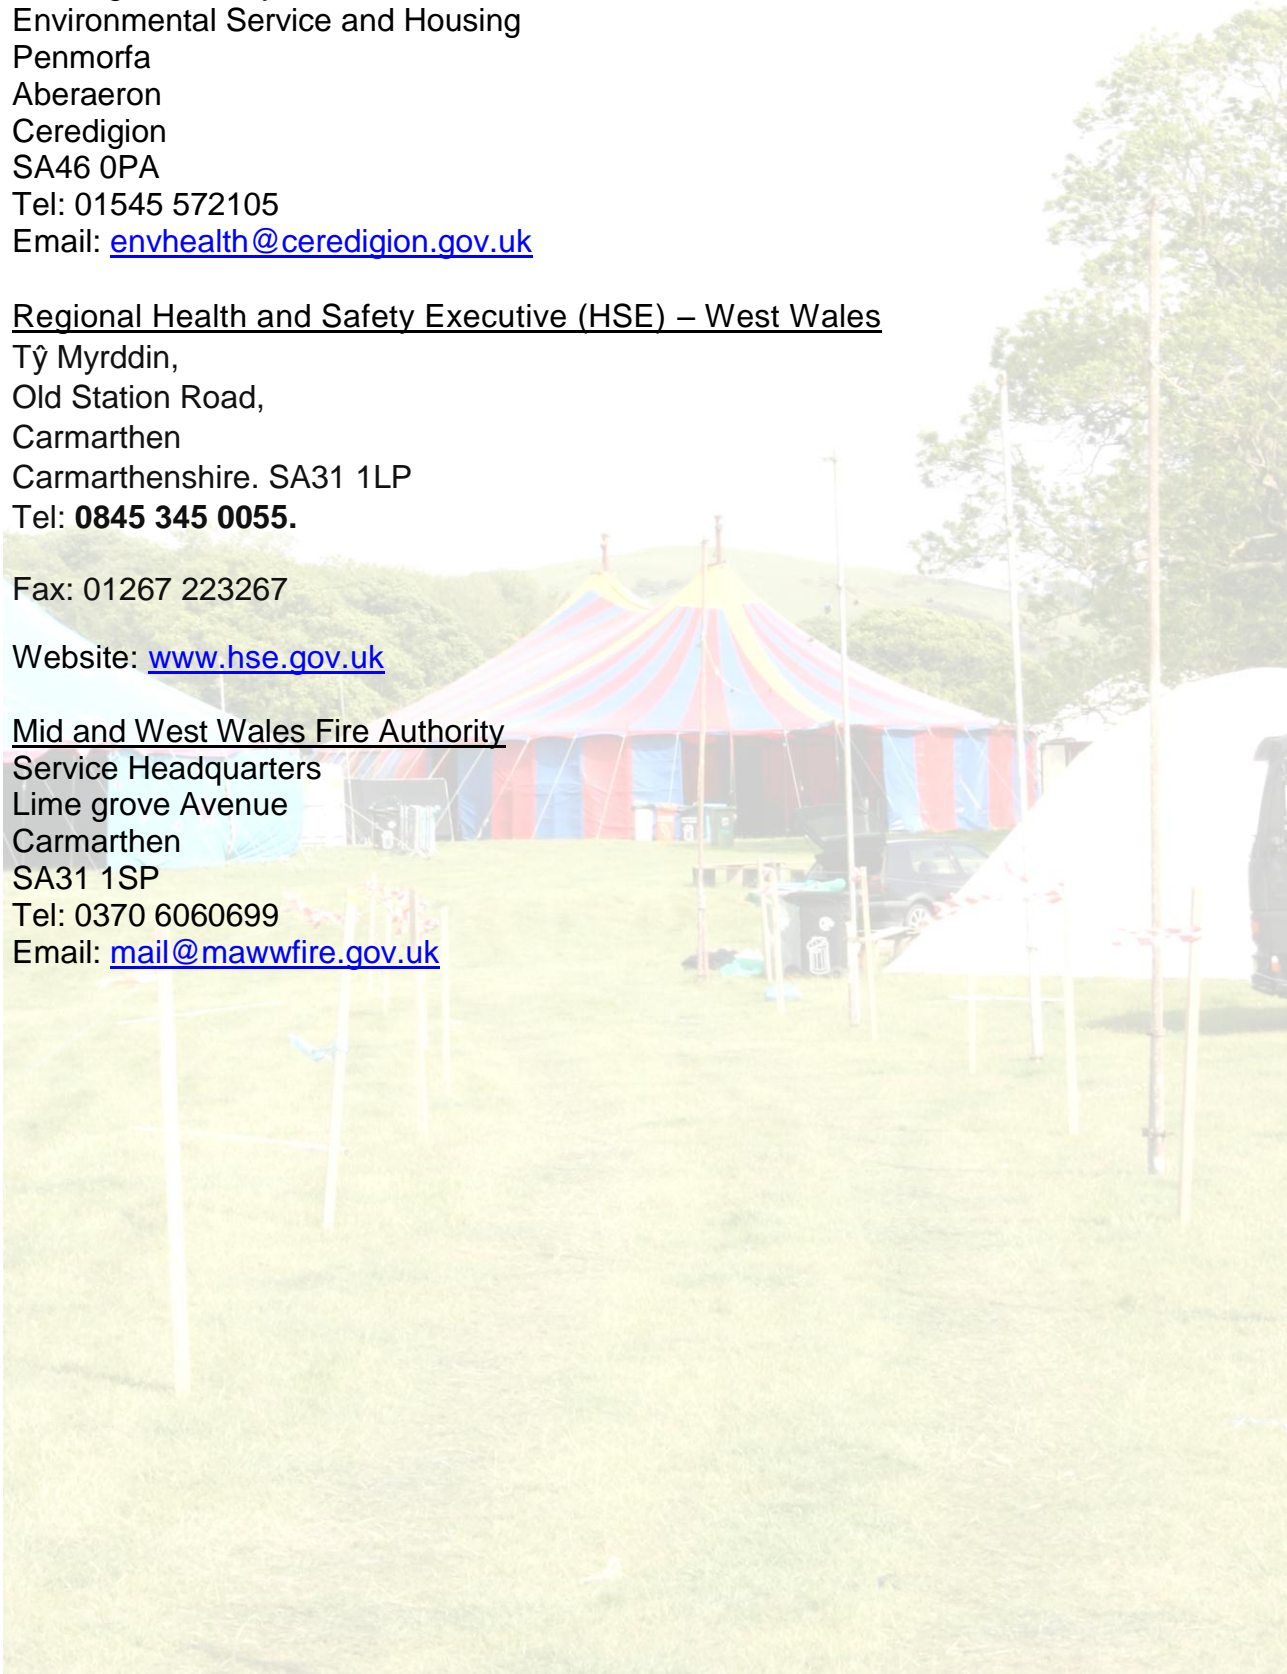 Environmental Service and Housing
Penmorfa
Aberaeron
Ceredigion
SA46 0PA
Tel: 01545 572105
Email: envhealth@ceredigion.gov.uk
Regional Health and Safety Executive (HSE) – West Wales
Tŷ Myrddin,
Old Station Road,
Carmarthen
Carmarthenshire. SA31 1LP
Tel: 0845 345 0055.
Fax: 01267 223267
Website: www.hse.gov.uk
Mid and West Wales Fire Authority
Service Headquarters
Lime grove Avenue
Carmarthen
SA31 1SP
Tel: 0370 6060699
Email: mail@mawwfire.gov.uk